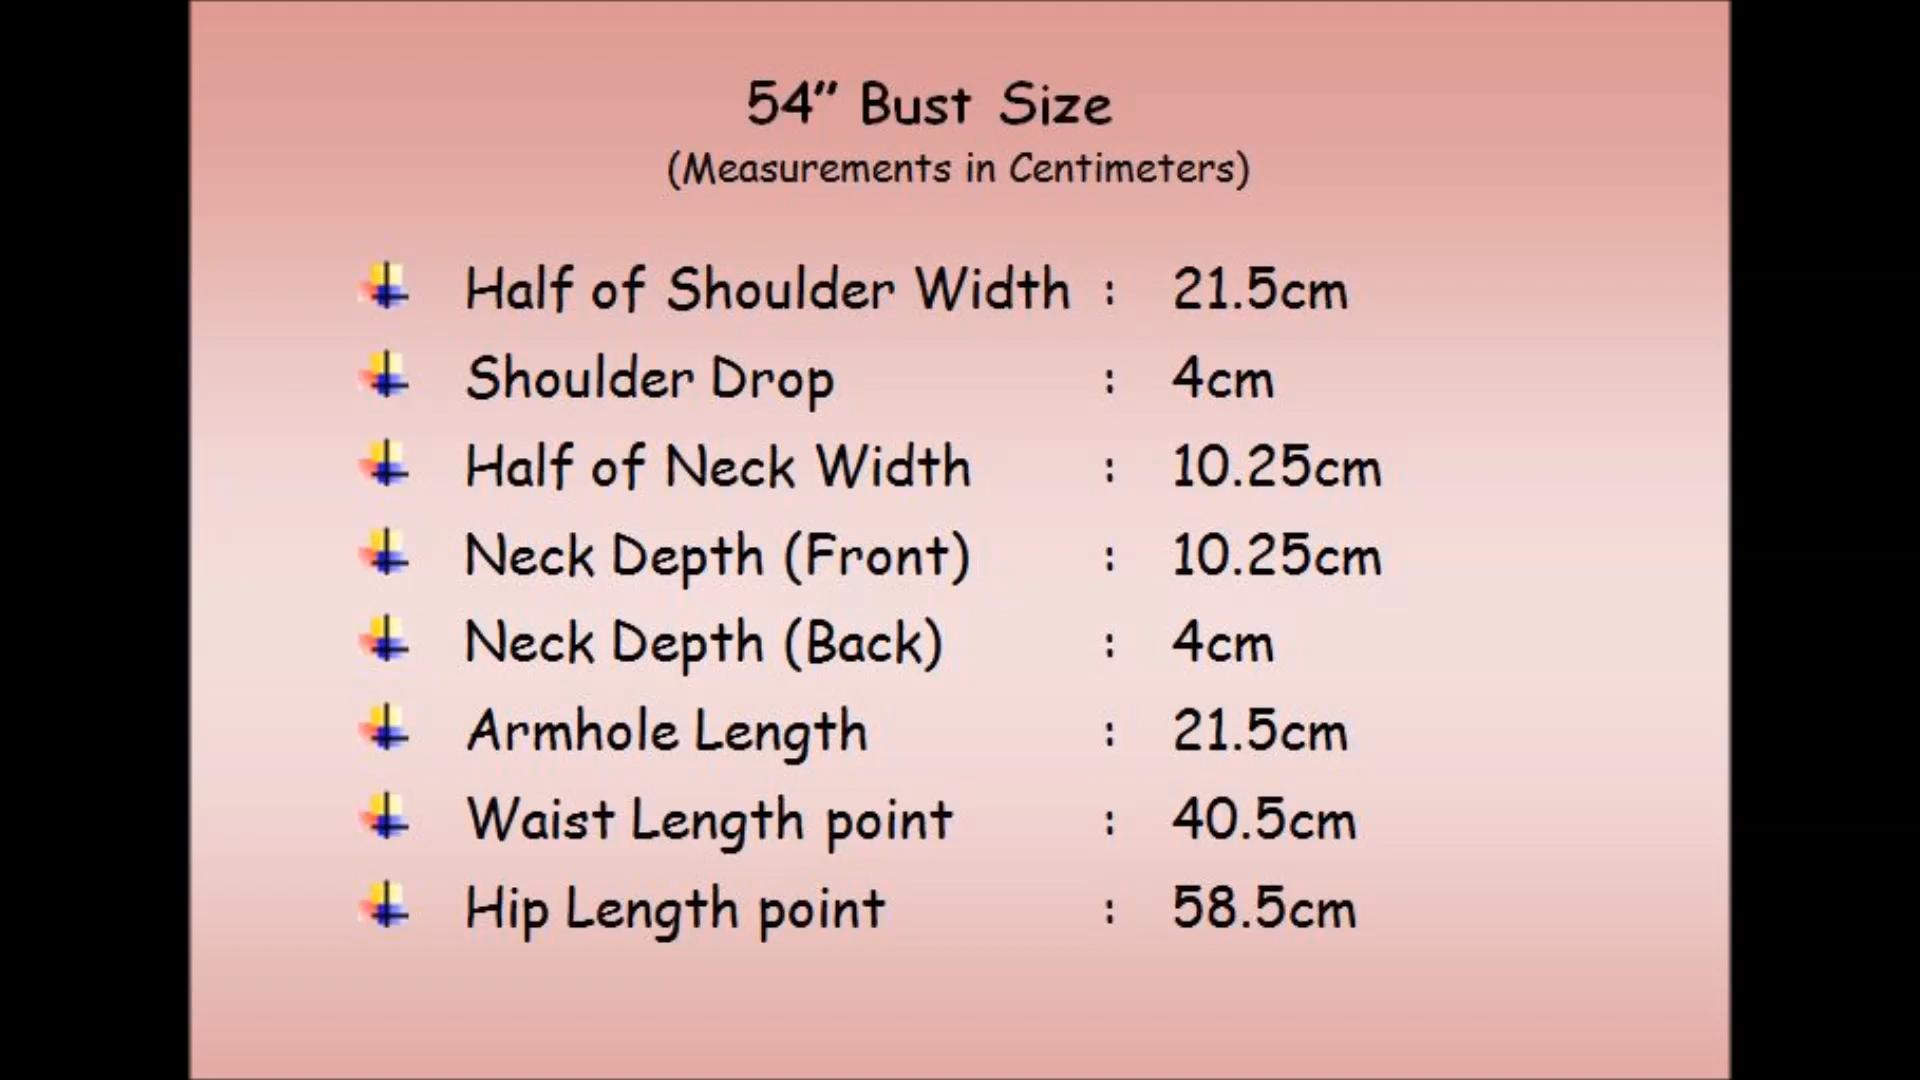 54” Bust Size
(Measurements in Centimeters)
Half of Shoulder Width : 21.5cm
Shoulder Drop : 4cm
Half of Neck Width : 10.25cm
Neck Depth (Front) : 10.25cm
Neck Depth (Back) : 4cm
Armhole Length : 21.5cm
Waist Length point : 40.5cm
Hip Length point : 58.5cm